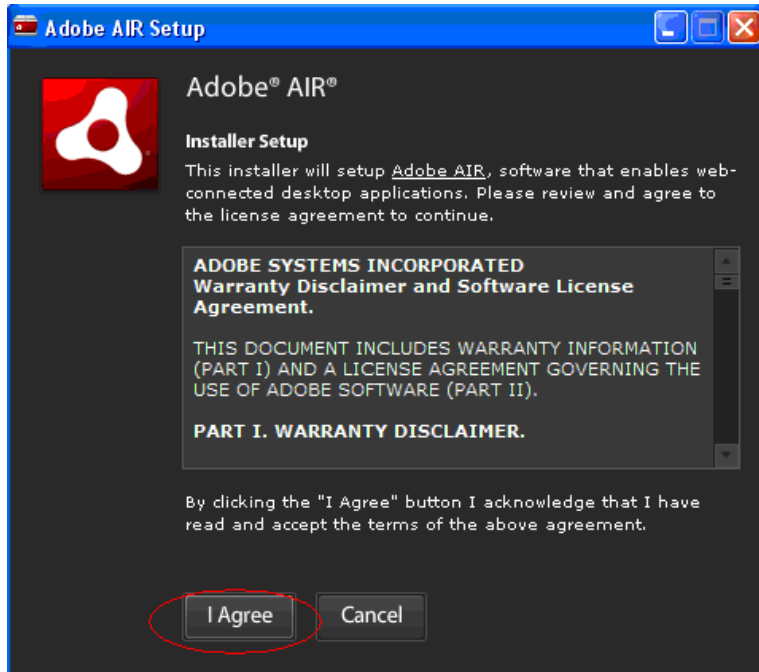 Adobe AIR Setup
Adobe® AIR®
Installer Setup
This installer will setup Adobe AIR, software that enables web-
connected desktop applications. Please review and agree to
the license agreement to continue.
ADOBE SYSTEMS INCORPORATED
Warranty Disclaimer and Software License
Agreement.
THIS DOCUMENT INCLUDES WARRANTY INFORMATION
(PART I) AND A LICENSE AGREEMENT GOVERNING THE
USE OF ADOBE SOFTWARE (PART II).
PART I. WARRANTY DISCLAIMER.
By clicking the "I Agree" button I acknowledge that I have
read and accept the terms of the above agreement.
I Agree Cancel